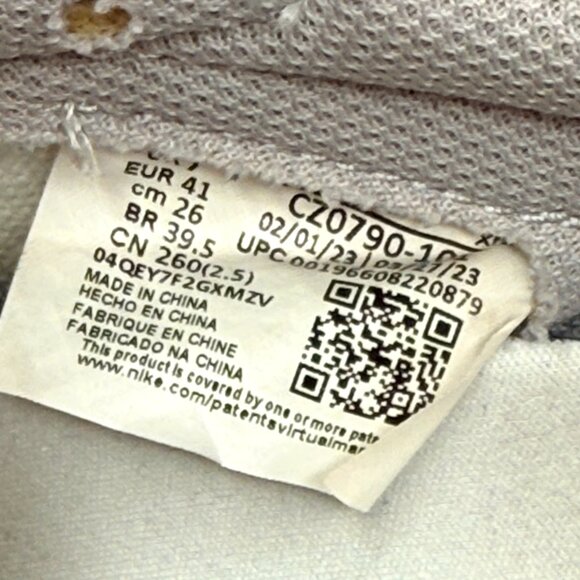 EUR 41
cm 26
BR 39.5
CN 260(2.5)
04QEY7F2GXMZV
MADE IN CHINA
HECHO EN CHINA
FABRIQUE EN CHINE
FABRICADO NA CHINA
This product is covered by one or more
www.nike.com/patentsvirtualmar
CZ0790-10
02/01/23
/23
UPC 00196608220879